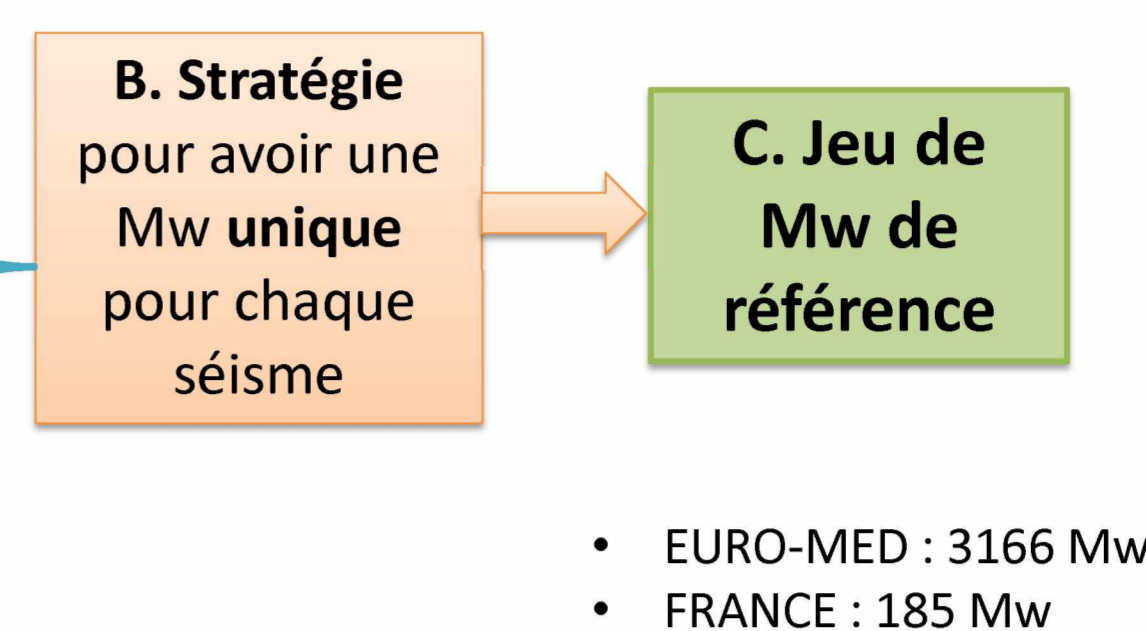 B. Stratégie
pour avoir une
Mw unique
pour chaque
séisme
C. Jeu de
Mw de
référence
• EURO-MED : 3166 Mw
• FRANCE : 185 Mw